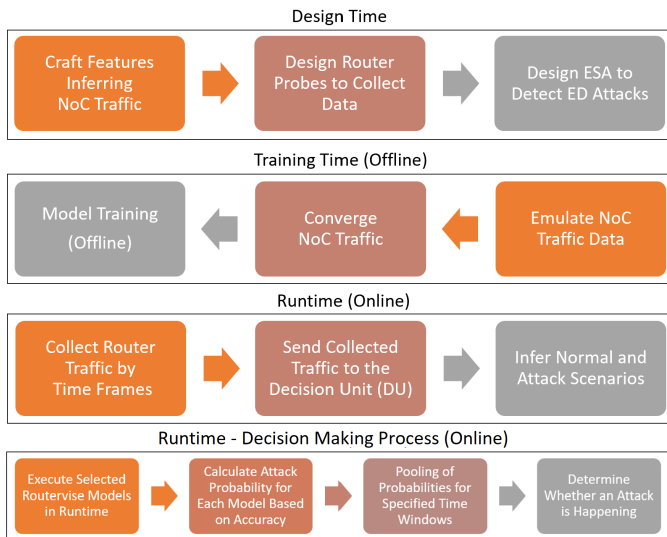 Design Time
Craft Features
Inferring
NoC Traffic
Design Router
Probes to Collect
Data
Design ESA to
Detect ED Attacks
Training Time (Offline)
Model Training
(Offline)
Converge
NoC Traffic
Emulate NoC
Traffic Data
Runtime (Online)
Collect Router
Traffic by
Time Frames
Send Collected
Traffic to the
Decision Unit (DU)
Infer Normal and
Attack Scenarios
Runtime - Decision Making Process (Online)
Execute Selected
Routervise Models
in Runtime
Calculate Attack
Probability for
Each Model Based
on Accuracy
Pooling of
Probabilities for
Specified Time
Windows
Determine
Whether an Attack
is Happening